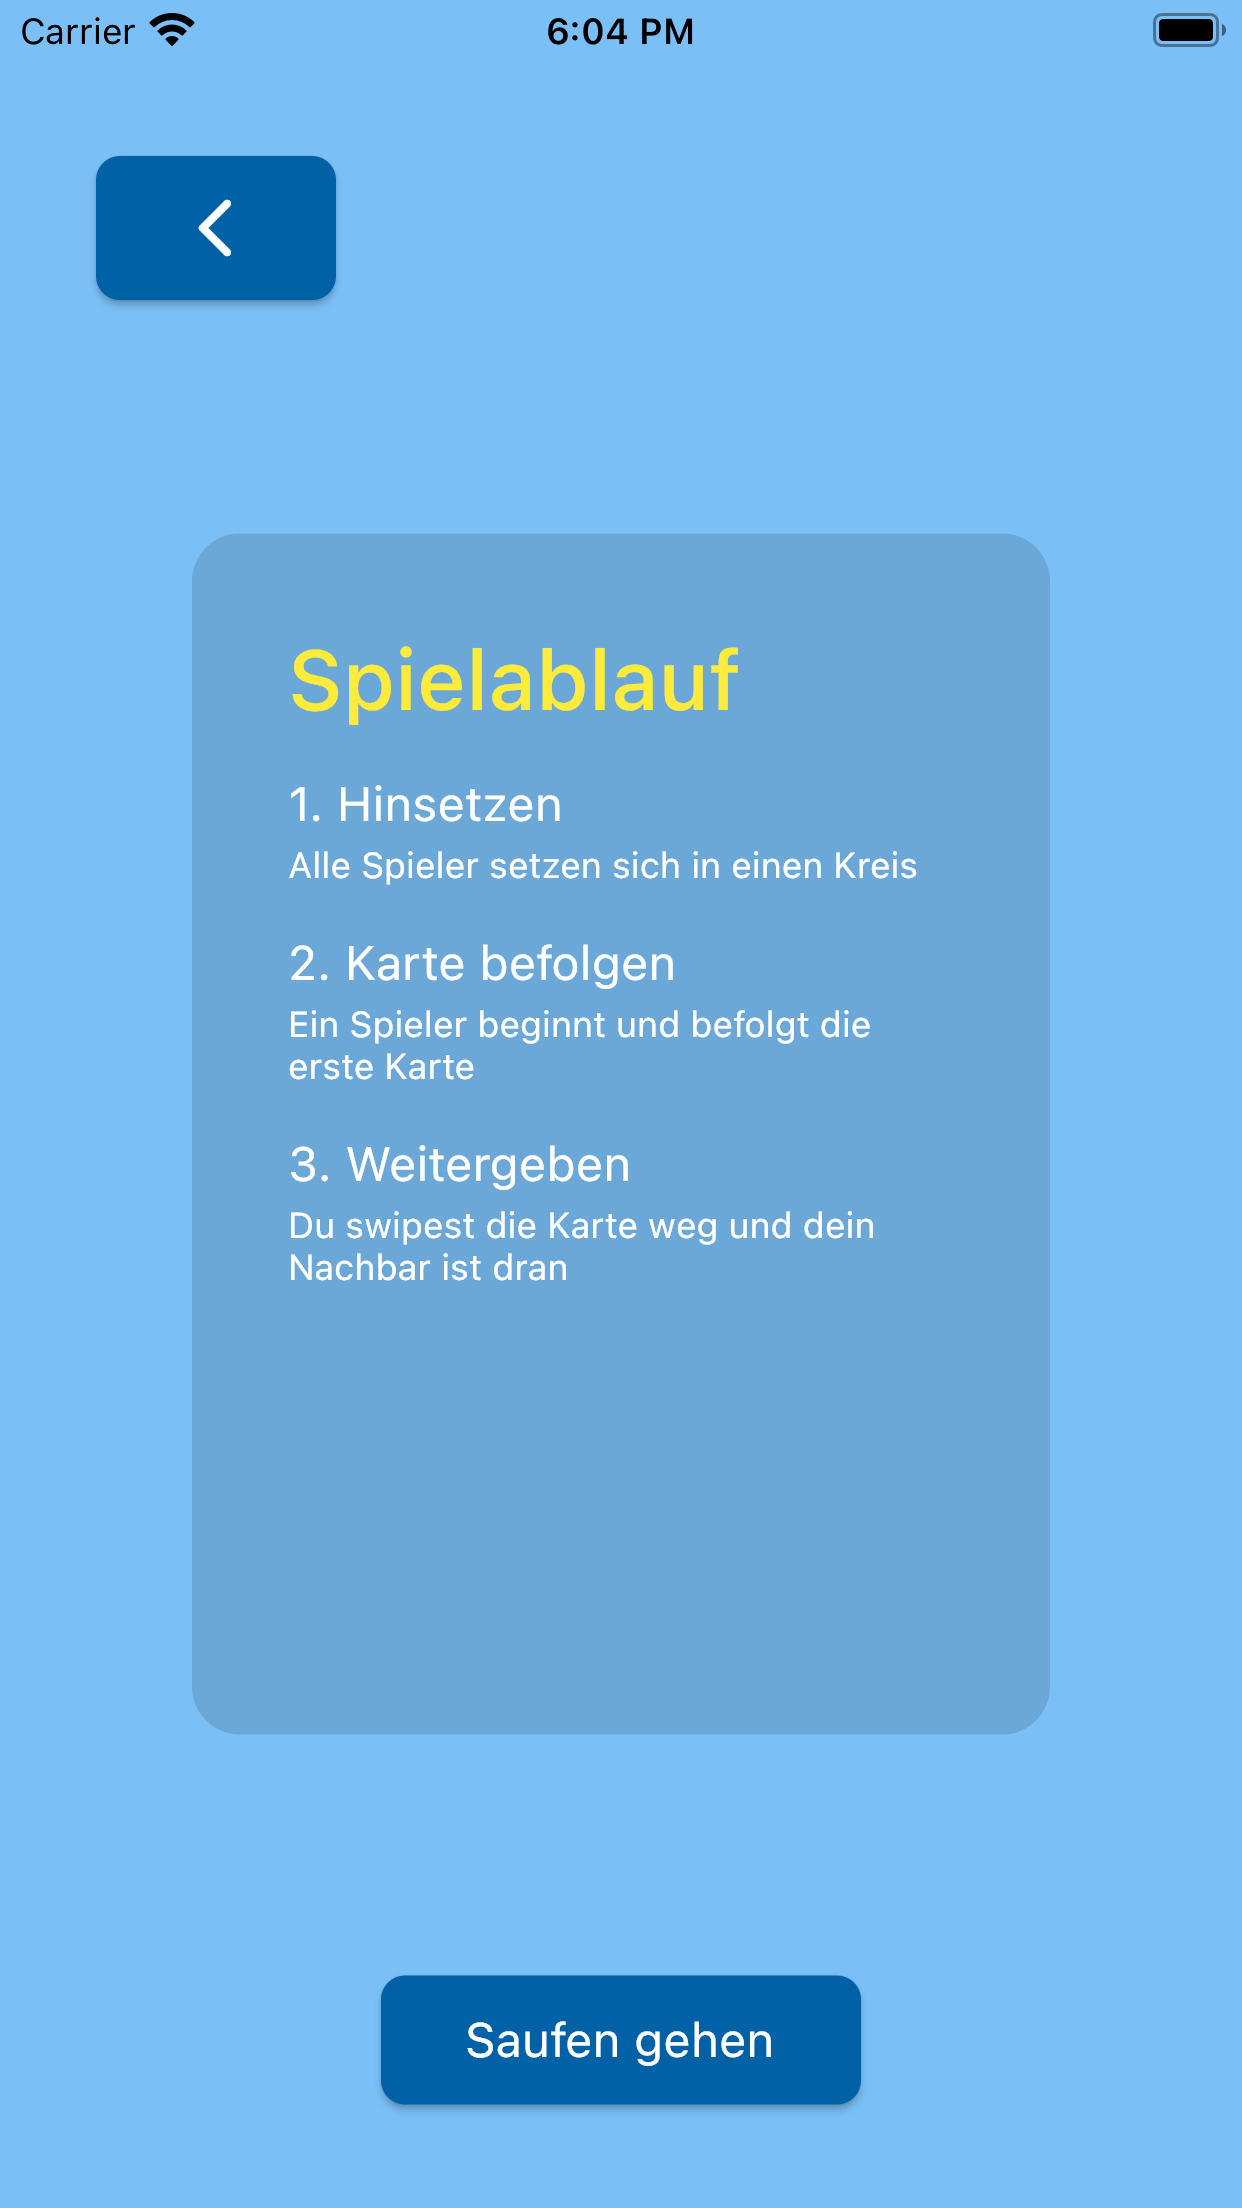 Carrier 6:04 PM
Spielablauf
1. Hinsetzen
Alle Spieler setzen sich in einen Kreis
2. Karte befolgen
Ein Spieler beginnt und befolgt die
erste Karte
3. Weitergeben
Du swipest die Karte weg und dein
Nachbar ist dran
Saufen gehen